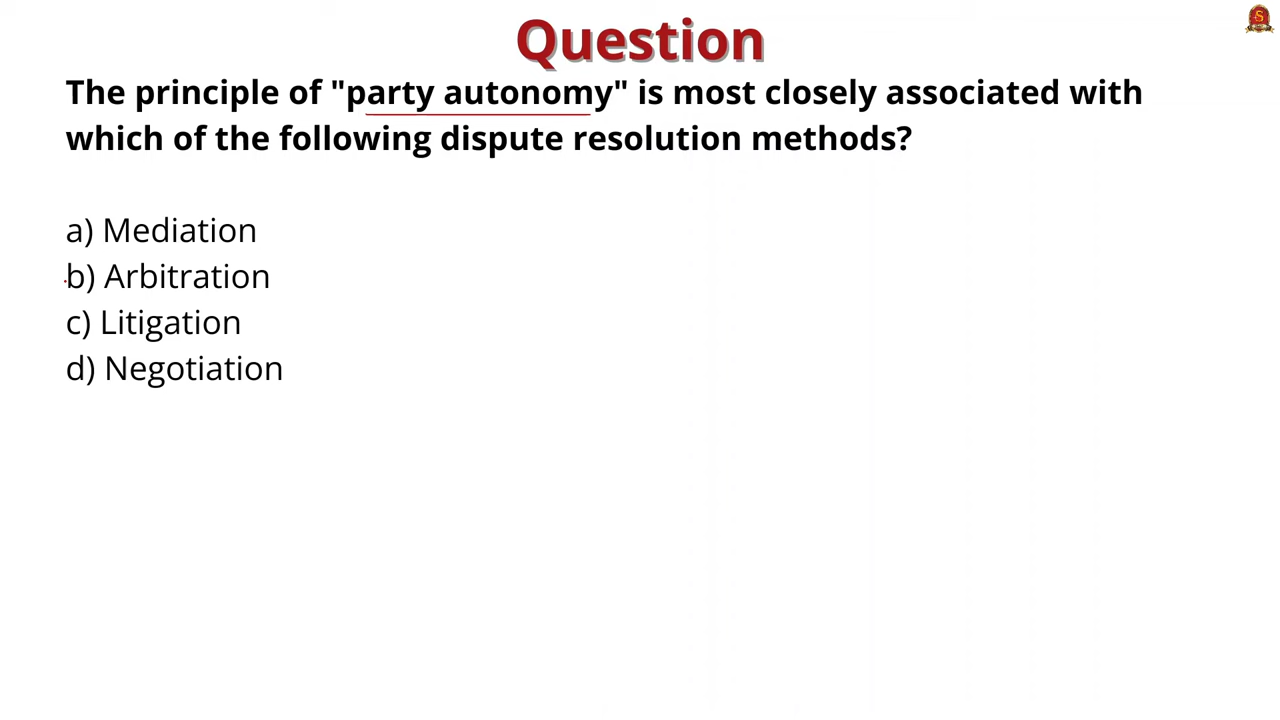 Question
The principle of "party autonomy" is most closely associated with
which of the following dispute resolution methods?
a) Mediation
b) Arbitration
c) Litigation
d) Negotiation